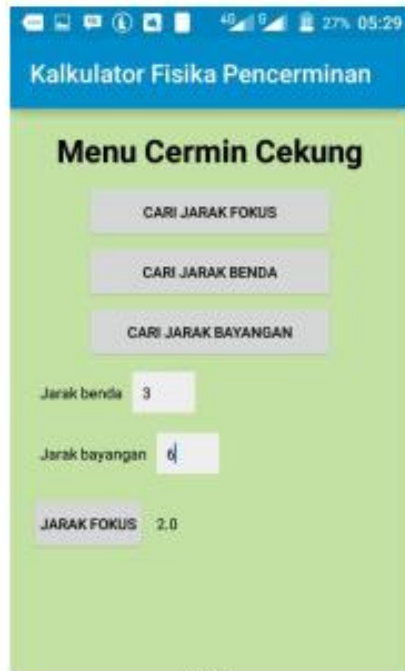 4G G 27% 05:29
Kalkulator Fisika Pencerminan
Menu Cermin Cekung
CARI JARAK FOKUS
CARI JARAK BENDA
CARI JARAK BAYANGAN
Jarak benda 3
Jarak bayangan 6
JARAK FOKUS 2.0